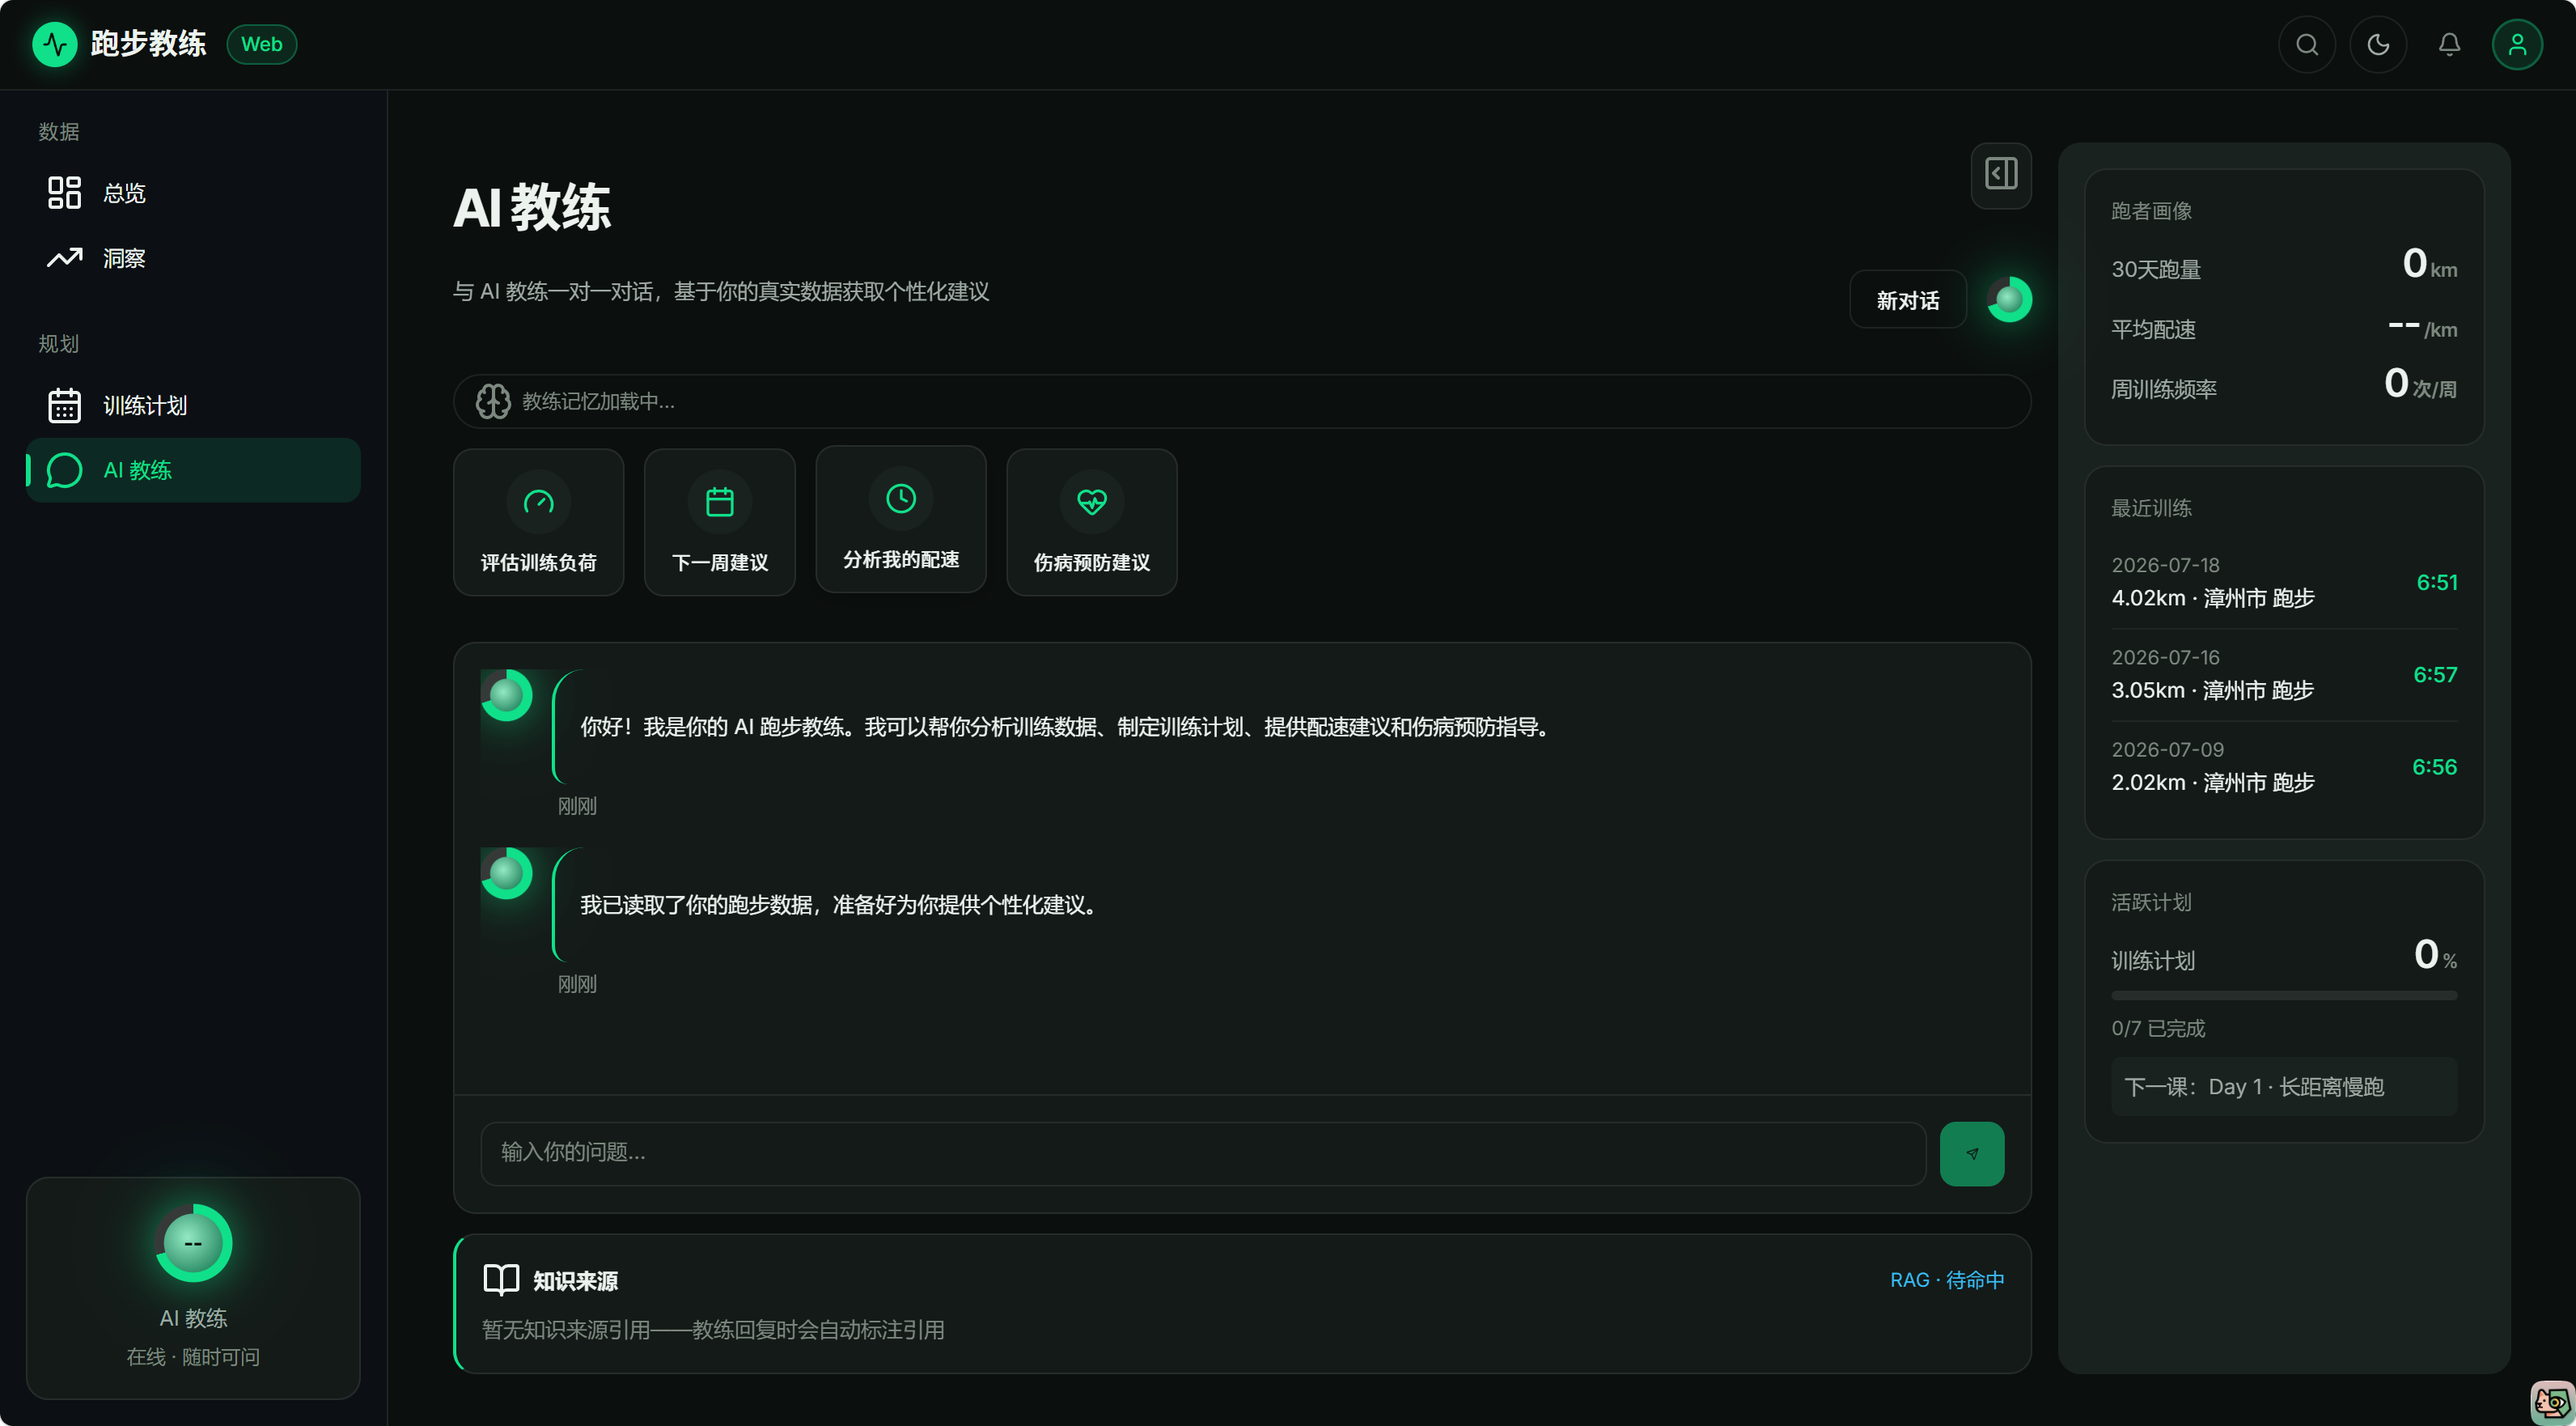 跑步教练 Web
数据
总览
洞察
规划
训练计划
AI 教练
--
AI 教练
在线 · 随时可问
AI 教练
与 AI 教练一对一对话，基于你的真实数据获取个性化建议
新对话
教练记忆加载中...
评估训练负荷
下一周建议
分析我的配速
伤病预防建议
你好！我是你的 AI 跑步教练。我可以帮你分析训练数据、制定训练计划、提供配速建议和伤病预防指导。
刚刚
我已读取了你的跑步数据，准备好为你提供个性化建议。
刚刚
输入你的问题...
知识来源
RAG · 待命中
暂无知识来源引用——教练回复时会自动标注引用
跑者画像
30天跑量 0 km
平均配速 -- /km
周训练频率 0 次/周
最近训练
2026-07-18
4.02km · 漳州市 跑步 6:51
2026-07-16
3.05km · 漳州市 跑步 6:57
2026-07-09
2.02km · 漳州市 跑步 6:56
活跃计划
训练计划 0 %
0/7 已完成
下一课：Day 1 · 长距离慢跑